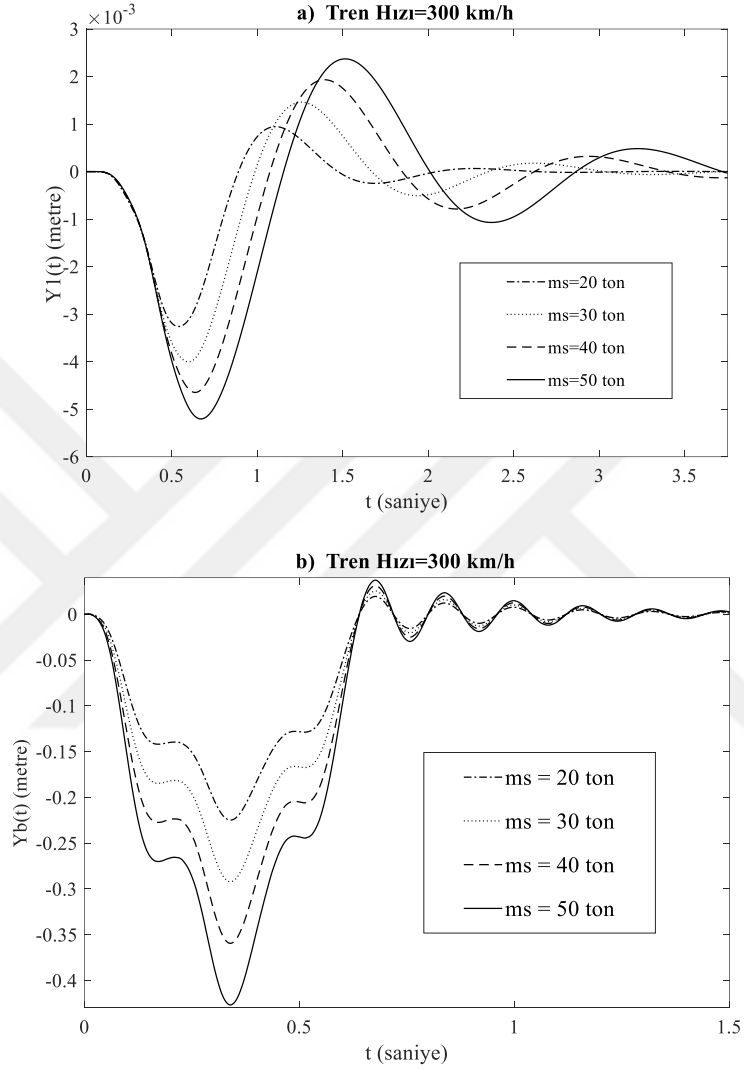 a) Tren Hızı=300 km/h
×10⁻³
3
2
1
0
-1
-2
-3
-4
-5
-6
Y1(t) (metre)
ms=20 ton
ms=30 ton
ms=40 ton
ms=50 ton
0 0.5 1 1.5 2 2.5 3 3.5
t (saniye)
b) Tren Hızı=300 km/h
0
-0.05
-0.1
-0.15
-0.2
-0.25
-0.3
-0.35
-0.4
Yb(t) (metre)
ms = 20 ton
ms = 30 ton
ms = 40 ton
ms = 50 ton
0 0.5 1 1.5
t (saniye)